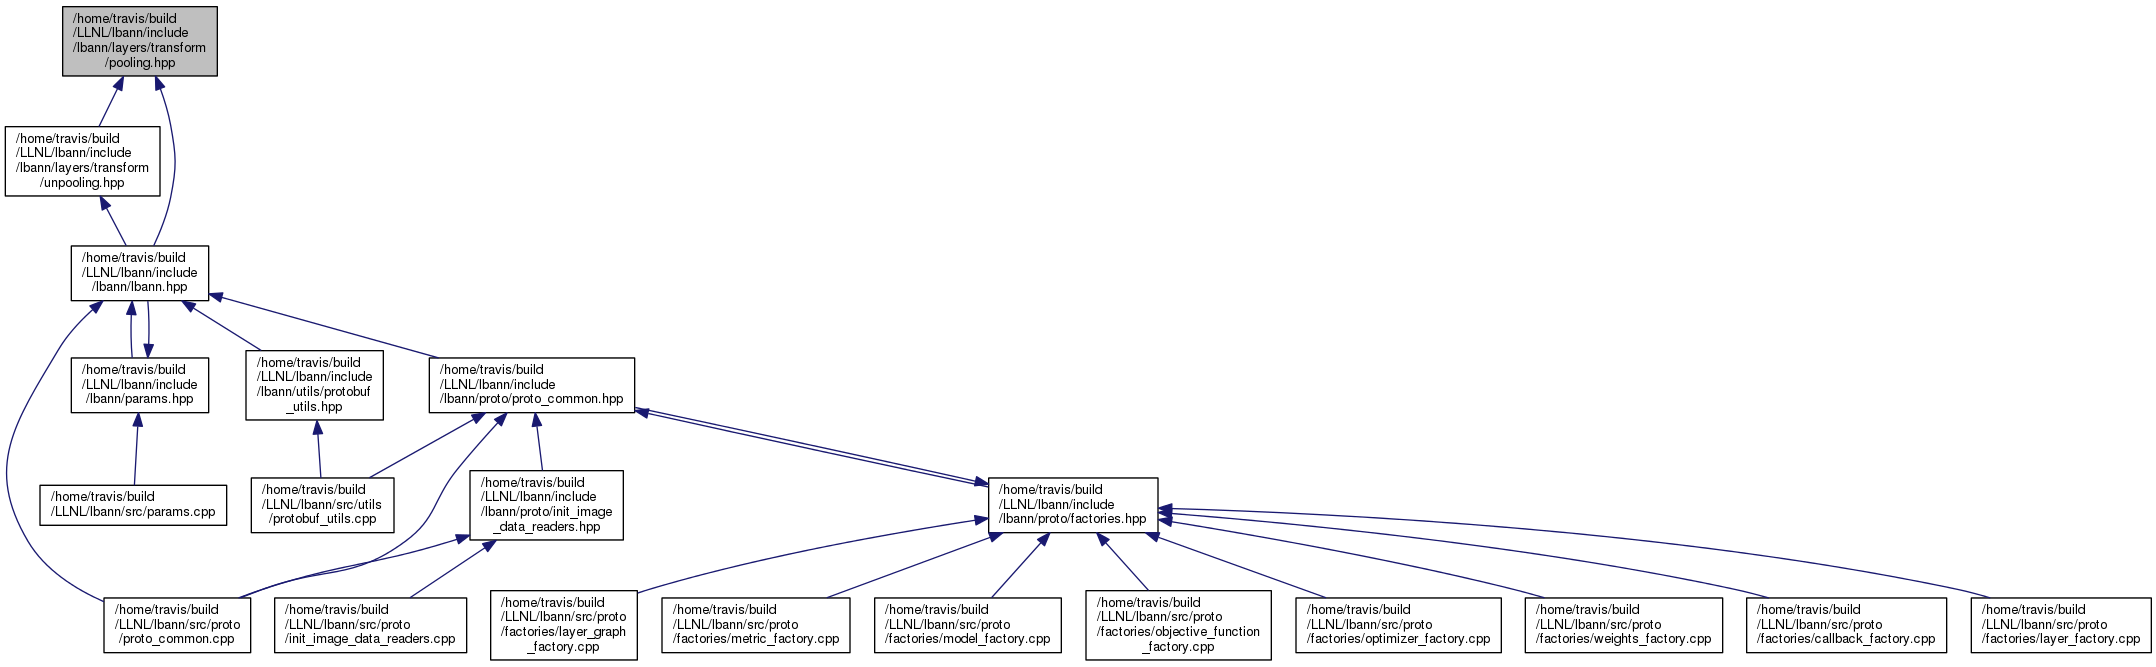 /home/travis/build
/LLNL/lbann/include
/lbann/layers/transform
/pooling.hpp
/home/travis/build
/LLNL/lbann/include
/lbann/layers/transform
/unpooling.hpp
/home/travis/build
/LLNL/lbann/include
/lbann/lbann.hpp
/home/travis/build
/LLNL/lbann/include
/lbann/params.hpp
/home/travis/build
/LLNL/lbann/include
/lbann/utils/protobuf
_utils.hpp
/home/travis/build
/LLNL/lbann/include
/lbann/proto/proto_common.hpp
/home/travis/build
/LLNL/lbann/src/params.cpp
/home/travis/build
/LLNL/lbann/src/utils
/protobuf_utils.cpp
/home/travis/build
/LLNL/lbann/include
/lbann/proto/init_image
_data_readers.hpp
/home/travis/build
/LLNL/lbann/include
/lbann/proto/factories.hpp
/home/travis/build
/LLNL/lbann/src/proto
/proto_common.cpp
/home/travis/build
/LLNL/lbann/src/proto
/init_image_data_readers.cpp
/home/travis/build
/LLNL/lbann/src/proto
/factories/layer_graph
_factory.cpp
/home/travis/build
/LLNL/lbann/src/proto
/factories/metric_factory.cpp
/home/travis/build
/LLNL/lbann/src/proto
/factories/model_factory.cpp
/home/travis/build
/LLNL/lbann/src/proto
/factories/objective_function
_factory.cpp
/home/travis/build
/LLNL/lbann/src/proto
/factories/optimizer_factory.cpp
/home/travis/build
/LLNL/lbann/src/proto
/factories/weights_factory.cpp
/home/travis/build
/LLNL/lbann/src/proto
/factories/callback_factory.cpp
/home/travis/build
/LLNL/lbann/src/proto
/factories/layer_factory.cpp